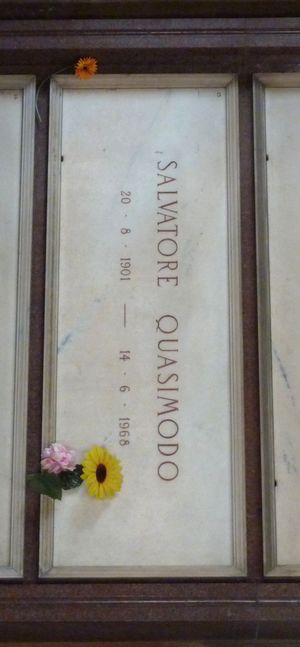 SALVATORE QUASIMODO
20 · 8 · 1901 — 14 · 6 · 1968